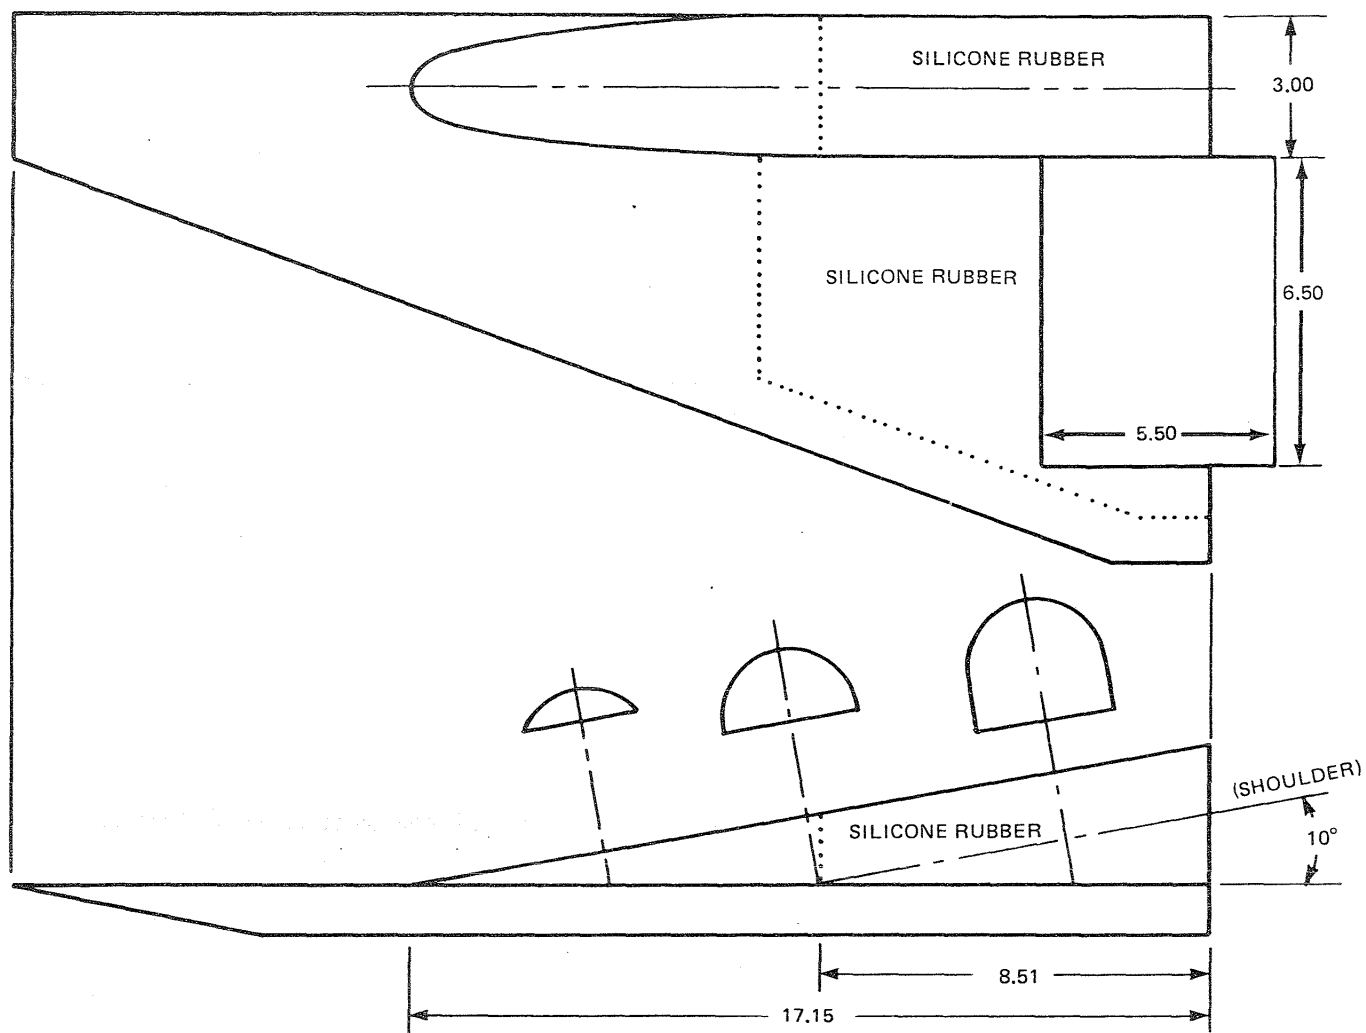 SILICONE RUBBER
3.00
SILICONE RUBBER
6.50
5.50
(SHOULDER)
SILICONE RUBBER
10°
8.51
17.15